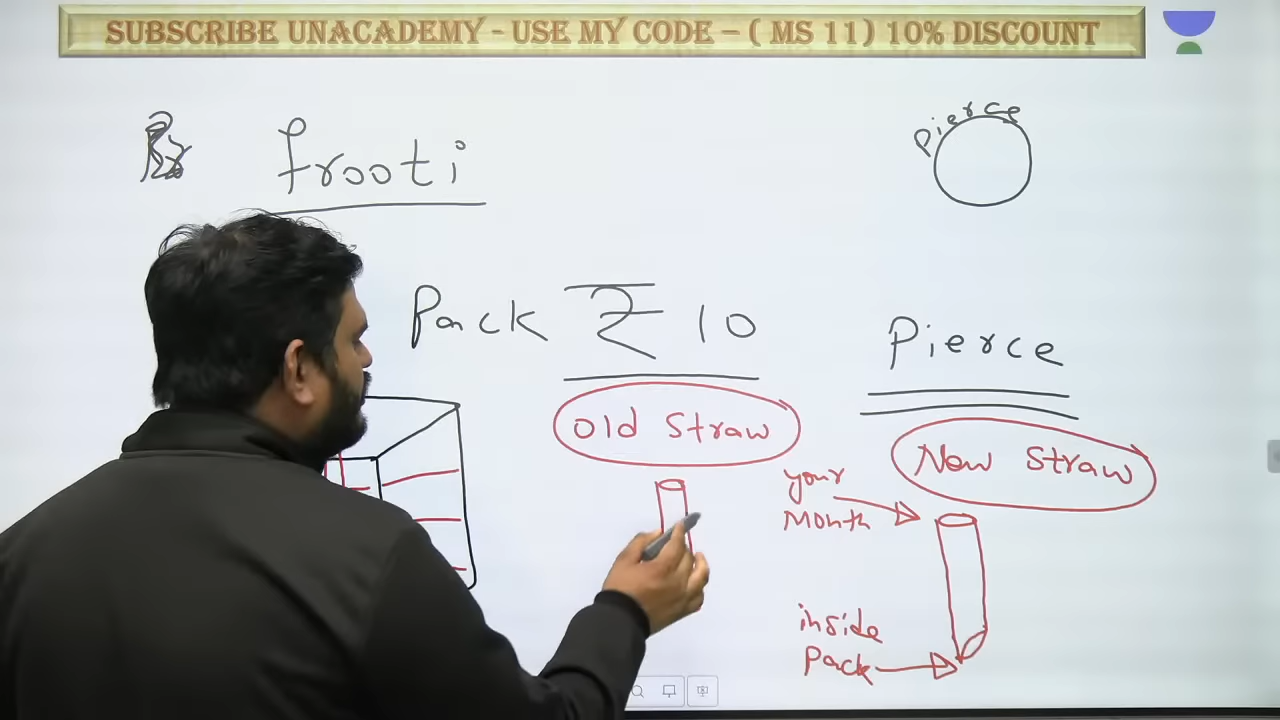 SUBSCRIBE UNACADEMY - USE MY CODE – ( MS 11) 10% DISCOUNT
Pierce
frooti
Pack ₹ 10
Pierce
Old Straw
New Straw
your
Month
inside
Pack